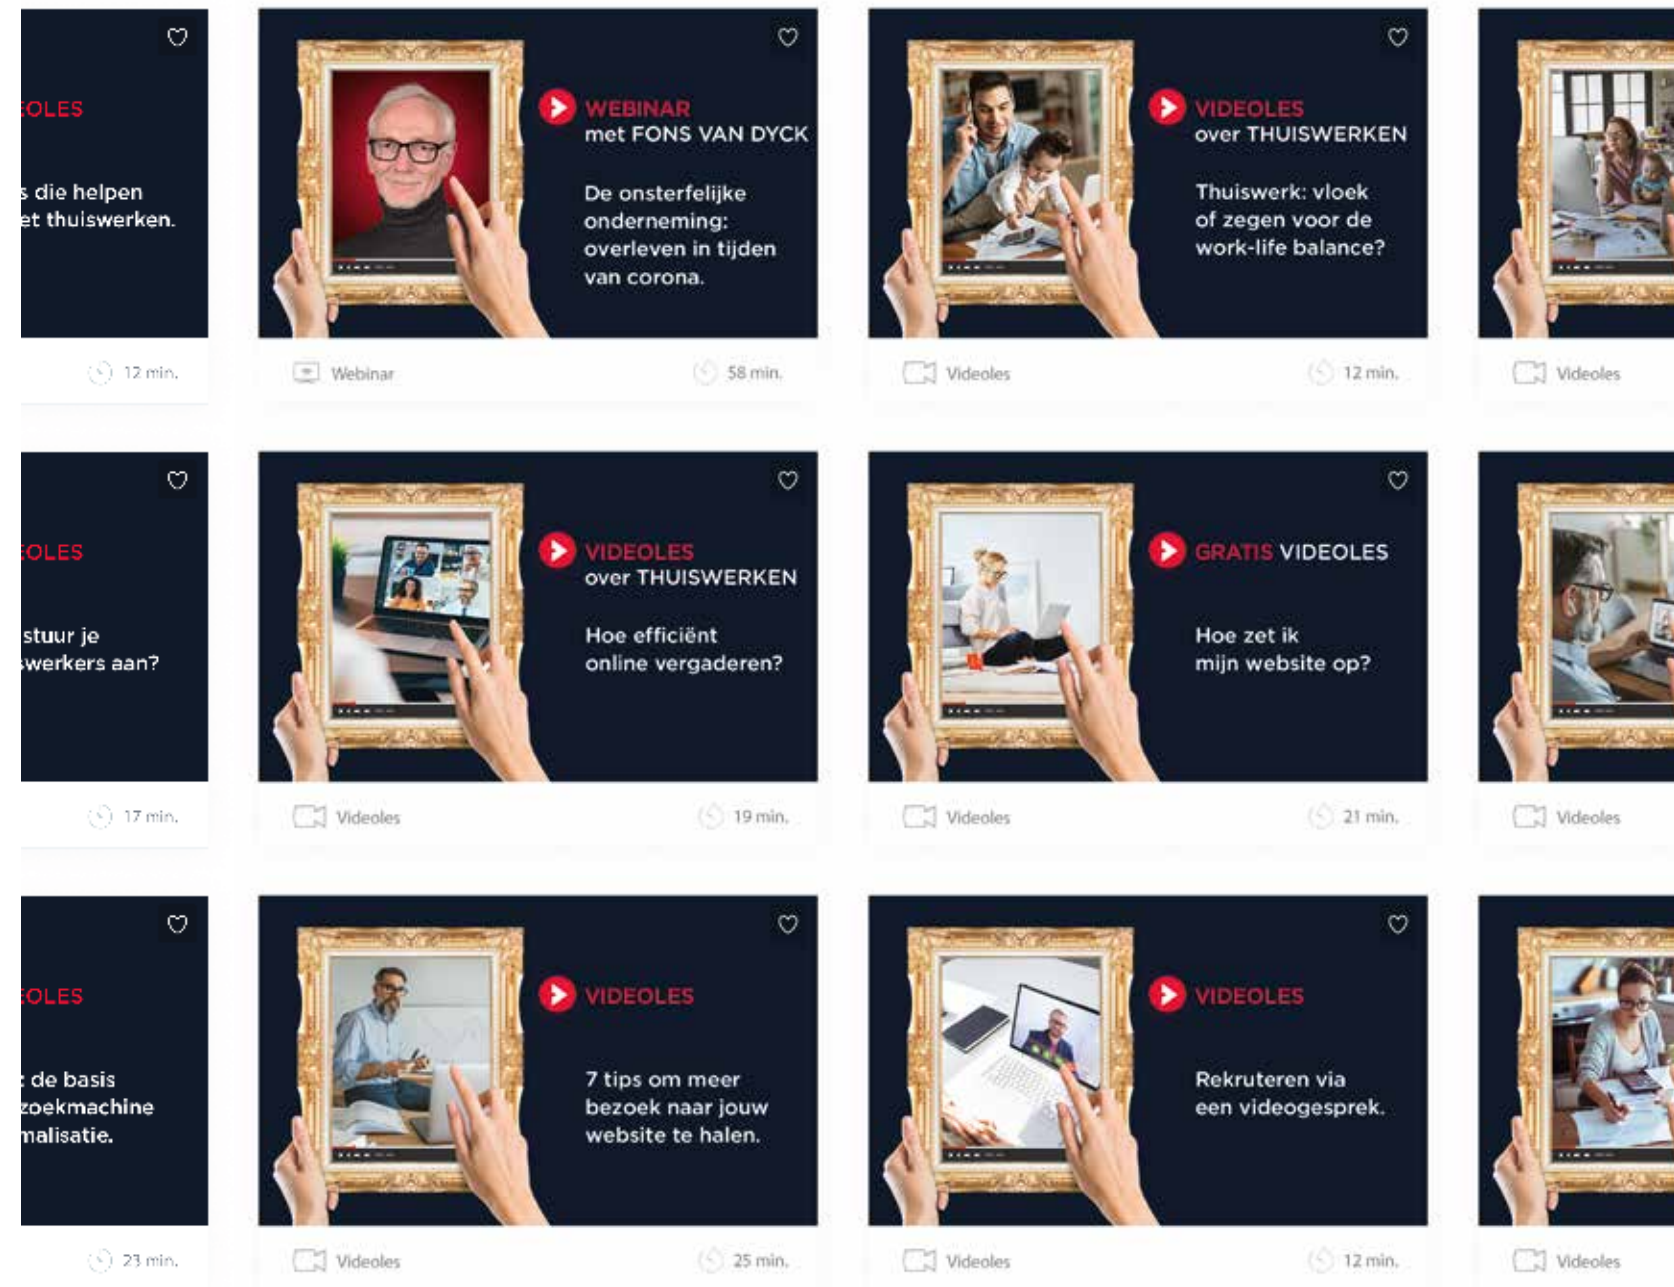 EOLES
s die helpen
et thuiswerken.
12 min.
WEBINAR
met FONS VAN DYCK
De onsterfelijke
onderneming:
overleven in tijden
van corona.
Webinar
58 min.
VIDEOLES
over THUISWERKEN
Thuiswerk: vloek
of zegen voor de
work-life balance?
Videoles
12 min.
Videoles
EOLES
stuur je
swerkers aan?
17 min.
VIDEOLES
over THUISWERKEN
Hoe efficiënt
online vergaderen?
Videoles
19 min.
GRATIS VIDEOLES
Hoe zet ik
mijn website op?
Videoles
21 min.
Videoles
EOLES
: de basis
zoekmachine
malisatie.
23 min.
VIDEOLES
7 tips om meer
bezoek naar jouw
website te halen.
Videoles
25 min.
VIDEOLES
Rekruteren via
een videogesprek.
Videoles
12 min.
Videoles